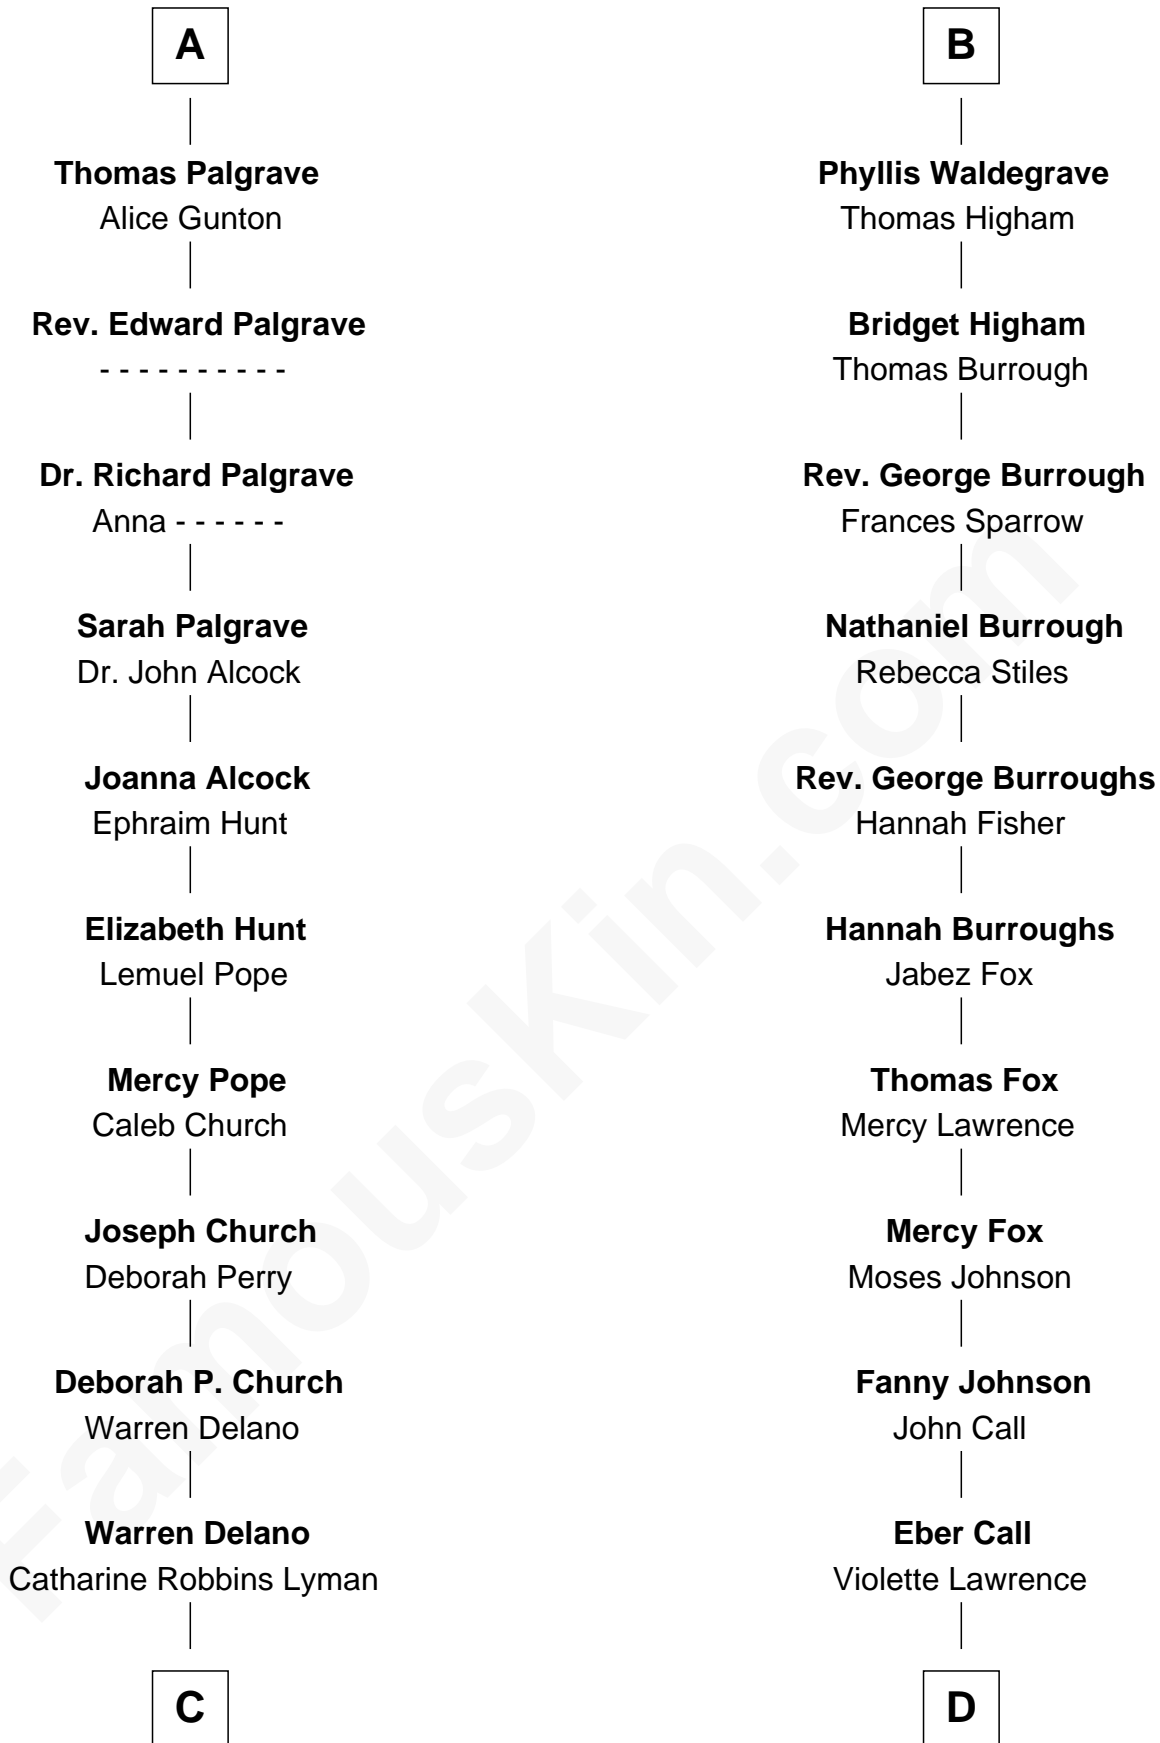 A
Thomas Palgrave
Alice Gunton
Rev. Edward Palgrave
- - - - - - - - - -
Dr. Richard Palgrave
Anna - - - - - -
Sarah Palgrave
Dr. John Alcock
Joanna Alcock
Ephraim Hunt
Elizabeth Hunt
Lemuel Pope
Mercy Pope
Caleb Church
Joseph Church
Deborah Perry
Deborah P. Church
Warren Delano
Warren Delano
Catharine Robbins Lyman
C
B
Phyllis Waldegrave
Thomas Higham
Bridget Higham
Thomas Burrough
Rev. George Burrough
Frances Sparrow
Nathaniel Burrough
Rebecca Stiles
Rev. George Burroughs
Hannah Fisher
Hannah Burroughs
Jabez Fox
Thomas Fox
Mercy Lawrence
Mercy Fox
Moses Johnson
Fanny Johnson
John Call
Eber Call
Violette Lawrence
D
FamousKin.com